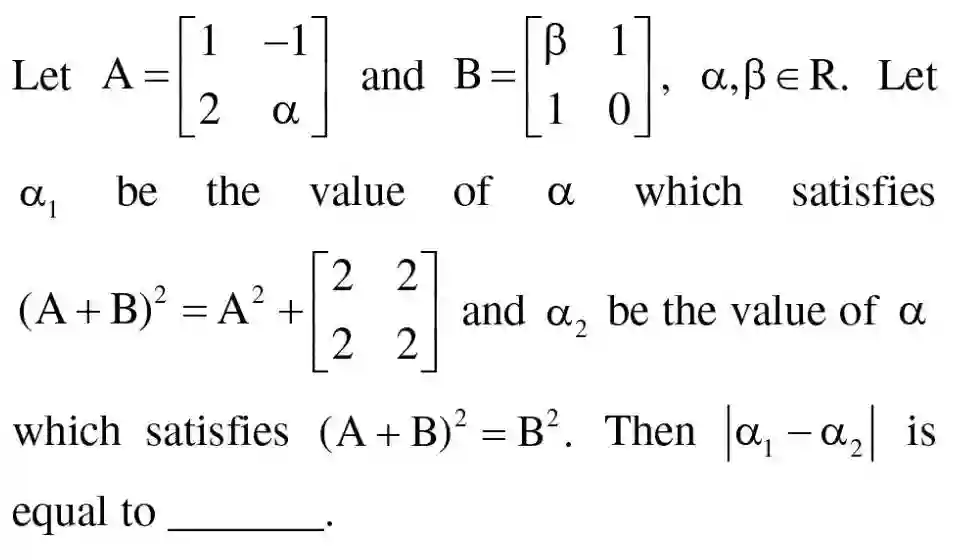 Let A = [1 -1; 2 α] and B = [β 1; 1 0], α,β ∈ R. Let
α₁ be the value of α which satisfies
(A + B)² = A² + [2 2; 2 2] and α₂ be the value of α
which satisfies (A + B)² = B². Then |α₁ − α₂| is
equal to _______.